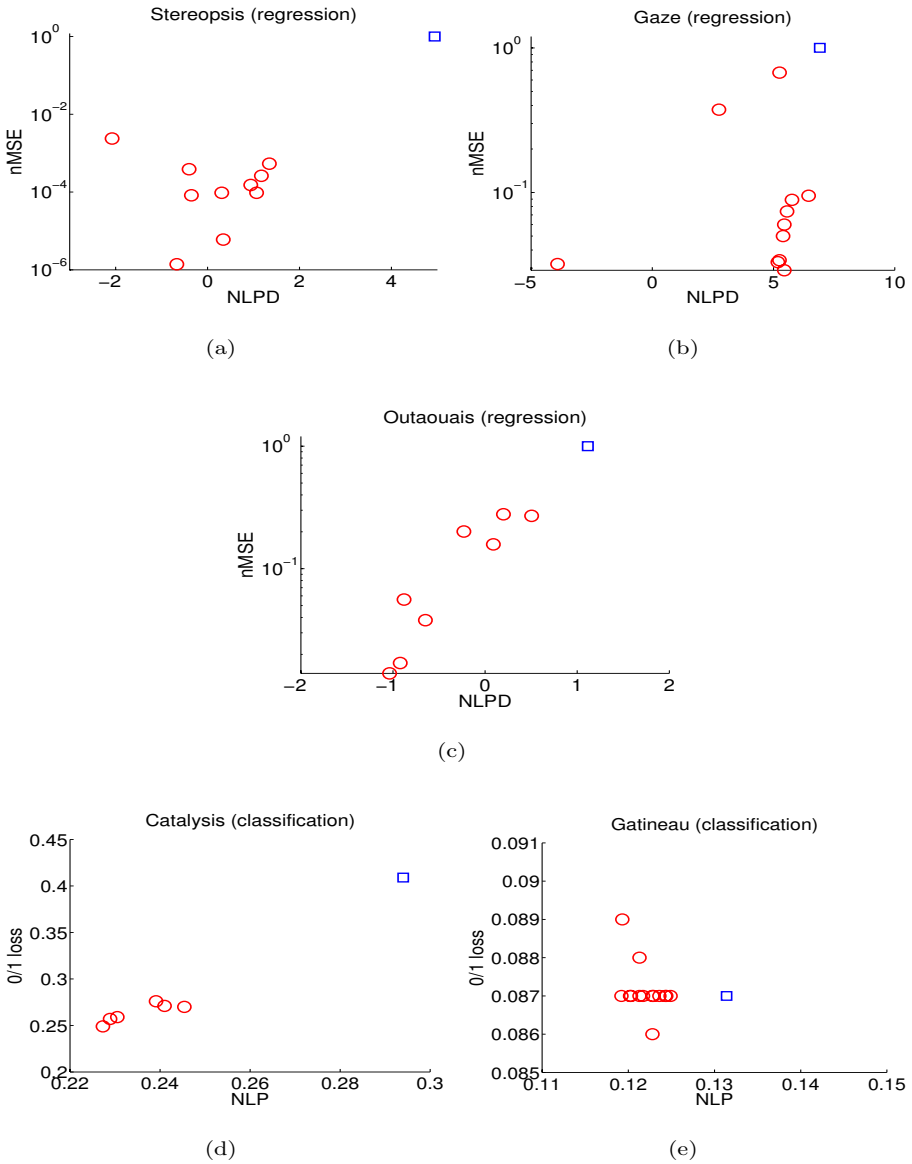 Stereopsis (regression)
10^0
10^-2
10^-4
10^-6
nMSE
-2 0 2 4
NLPD
(a)
Gaze (regression)
10^0
10^-1
nMSE
-5 0 5 10
NLPD
(b)
Outaouais (regression)
10^0
10^-1
nMSE
-2 -1 0 1 2
NLPD
(c)
Catalysis (classification)
0.45
0.4
0.35
0.3
0.25
0.2
0/1 loss
0.22 0.24 0.26 0.28 0.3
NLP
(d)
Gatineau (classification)
0.091
0.09
0.089
0.088
0.087
0.086
0.085
0/1 loss
0.11 0.12 0.13 0.14 0.15
NLP
(e)